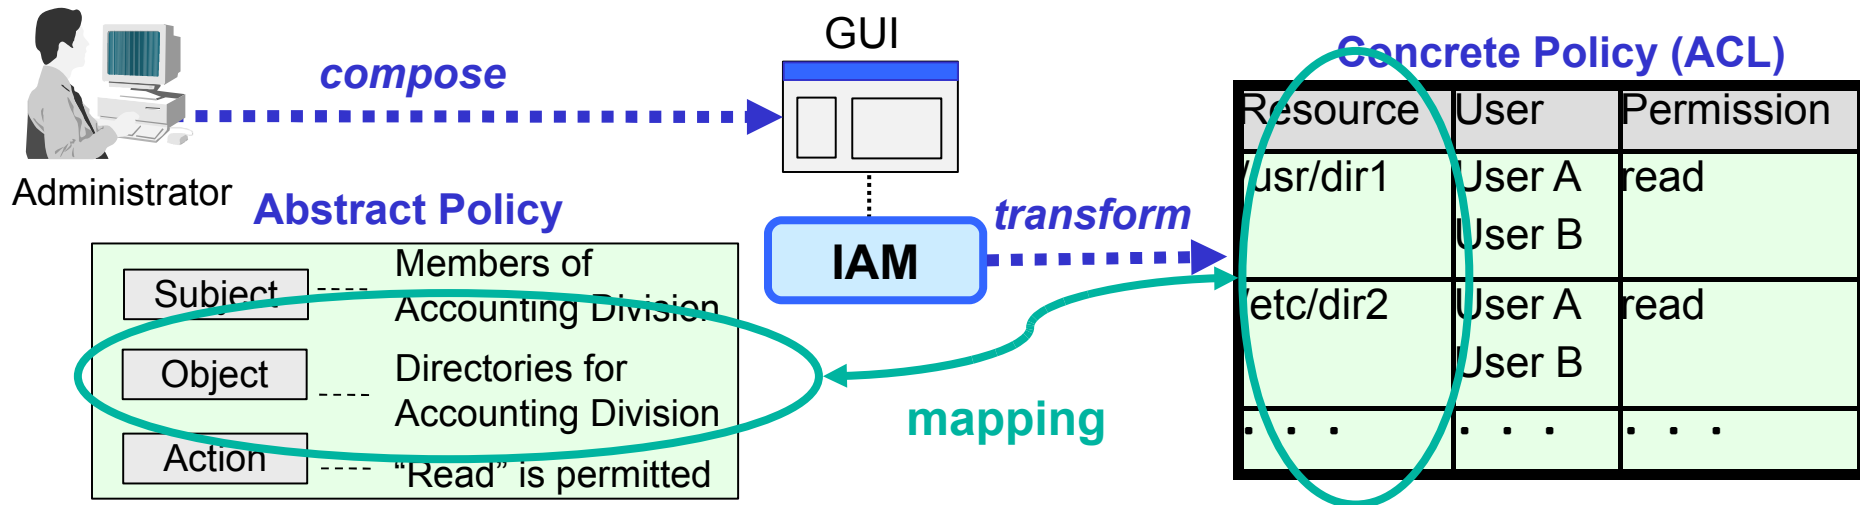 GUI
Concrete Policy (ACL)
compose
Administrator
Abstract Policy
Subject
Members of
Accounting Division
Object
Directories for
Accounting Division
Action
“Read” is permitted
IAM
transform
mapping
Resource User Permission
/usr/dir1 User A read
User B
/etc/dir2 User A read
User B
. . . . . . . . .